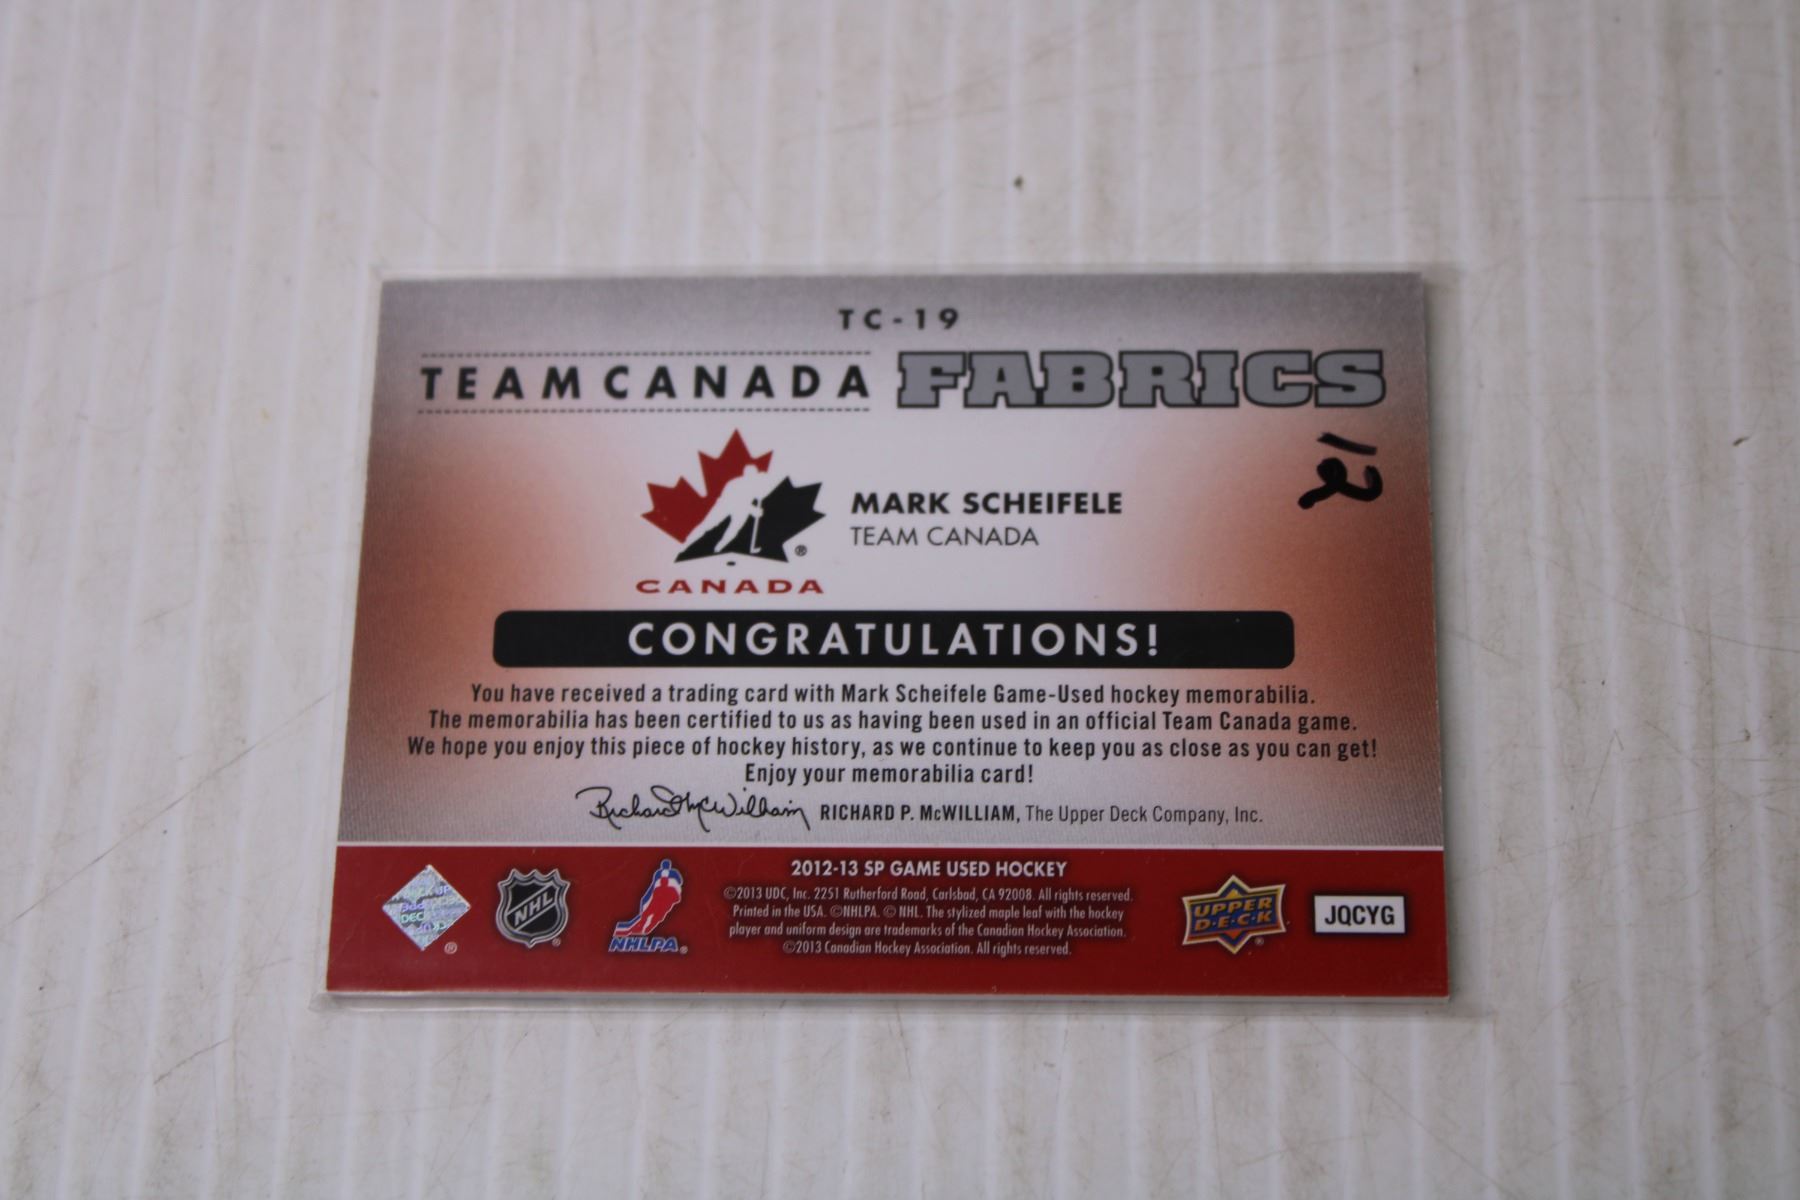 TC-19
TEAM CANADA FABRICS
12
MARK SCHEIFELE
TEAM CANADA
®
CANADA
CONGRATULATIONS!
You have received a trading card with Mark Scheifele Game-Used hockey memorabilia.
The memorabilia has been certified to us as having been used in an official Team Canada game.
We hope you enjoy this piece of hockey history, as we continue to keep you as close as you can get!
Enjoy your memorabilia card!
Richard McWilliam RICHARD P. McWILLIAM, The Upper Deck Company, Inc.
2012-13 SP GAME USED HOCKEY
©2013 UDC, Inc. 2251 Rutherford Road, Carlsbad, CA 92008. All rights reserved.
Printed in the USA. ©NHLPA. © NHL. The stylized maple leaf with the hockey
player and uniform design are trademarks of the Canadian Hockey Association.
©2013 Canadian Hockey Association. All rights reserved.
®
NHL ®
NHLPA ®
UPPER
D·E·C·K ®
JQCYG